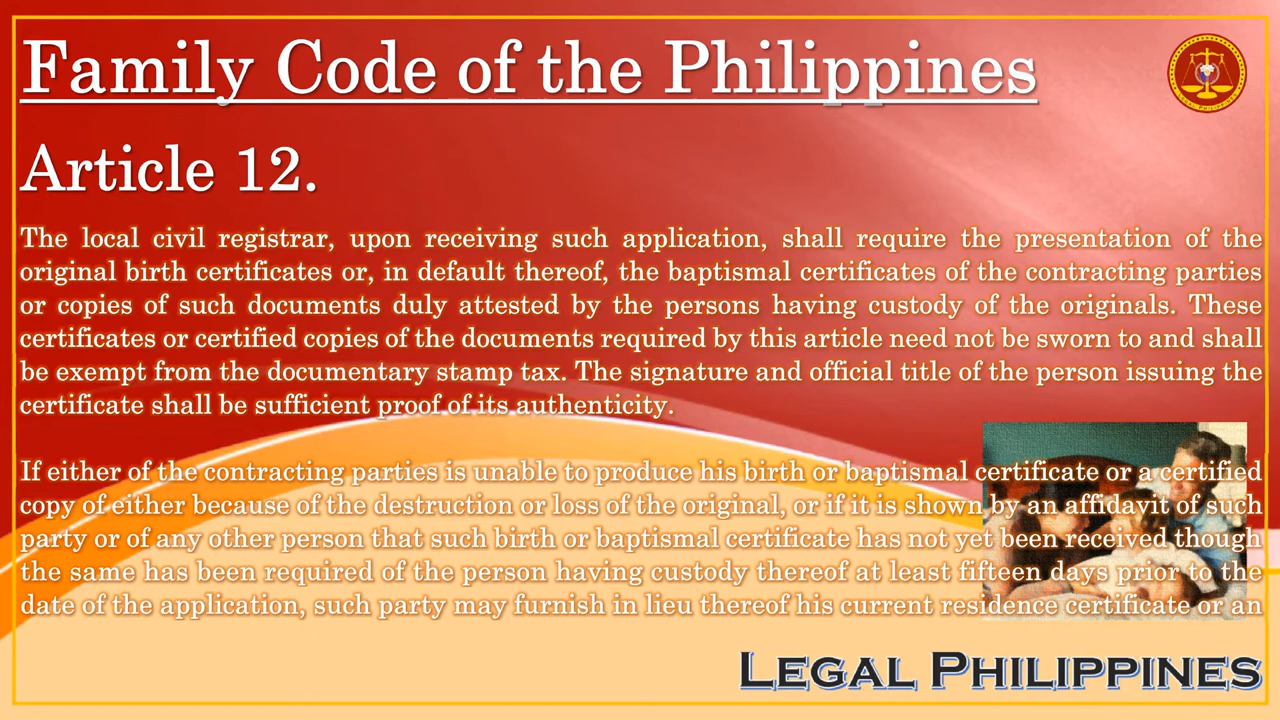 Family Code of the Philippines
Article 12.
The local civil registrar, upon receiving such application, shall require the presentation of the
original birth certificates or, in default thereof, the baptismal certificates of the contracting parties
or copies of such documents duly attested by the persons having custody of the originals. These
certificates or certified copies of the documents required by this article need not be sworn to and shall
be exempt from the documentary stamp tax. The signature and official title of the person issuing the
certificate shall be sufficient proof of its authenticity.
If either of the contracting parties is unable to produce his birth or baptismal certificate or a certified
copy of either because of the destruction or loss of the original, or if it is shown by an affidavit of such
party or of any other person that such birth or baptismal certificate has not yet been received though
the same has been required of the person having custody thereof at least fifteen days prior to the
date of the application, such party may furnish in lieu thereof his current residence certificate or an
LEGAL PHILIPPINES
LEGAL PHILIPPINES